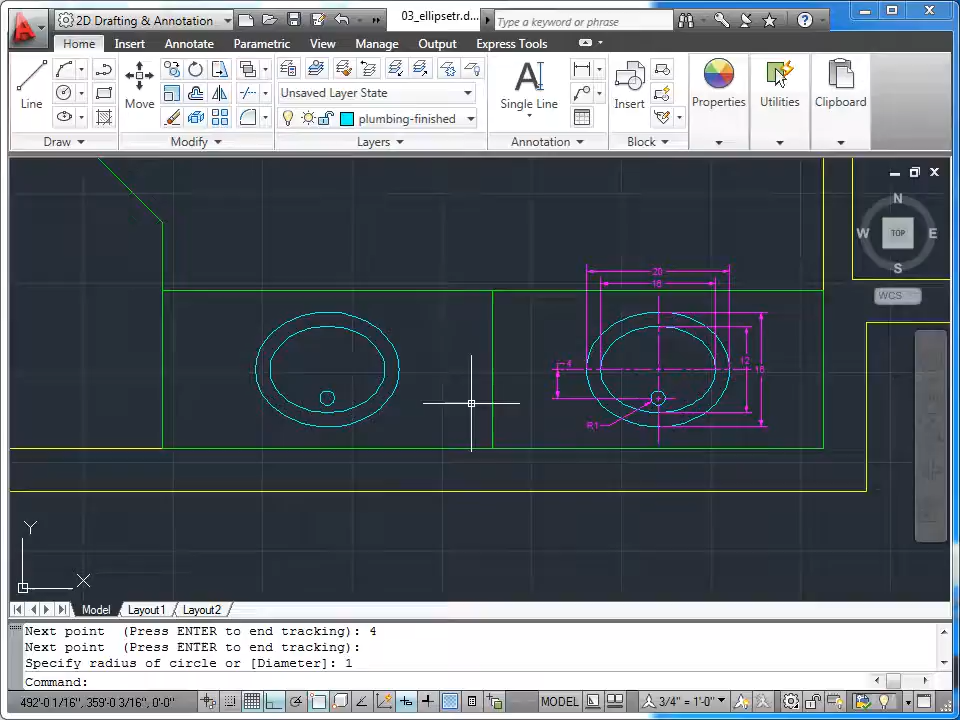 2D Drafting & Annotation
03_ellipsetr.d...
Type a keyword or phrase
Home Insert Annotate Parametric View Manage Output Express Tools
Line
Move
Unsaved Layer State
plumbing-finished
A
Single Line
Insert
Properties
Utilities
Clipboard
Draw
Modify
Layers
Annotation
Block
N
W TOP E
S
WCS
20
16
4
12
16
R1
Y
X
Model Layout1 Layout2
Next point (Press ENTER to end tracking): 4
Next point (Press ENTER to end tracking):
Specify radius of circle or [Diameter]: 1
Command:
492'-0 1/16", 359'-0 3/16", 0'-0"
MODEL
3/4" = 1'-0"